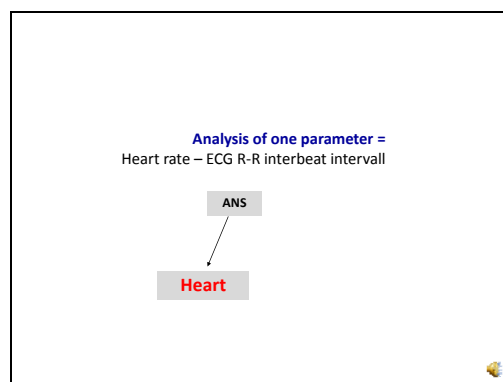 Analysis of one parameter =
Heart rate – ECG R-R interbeat intervall
ANS
Heart